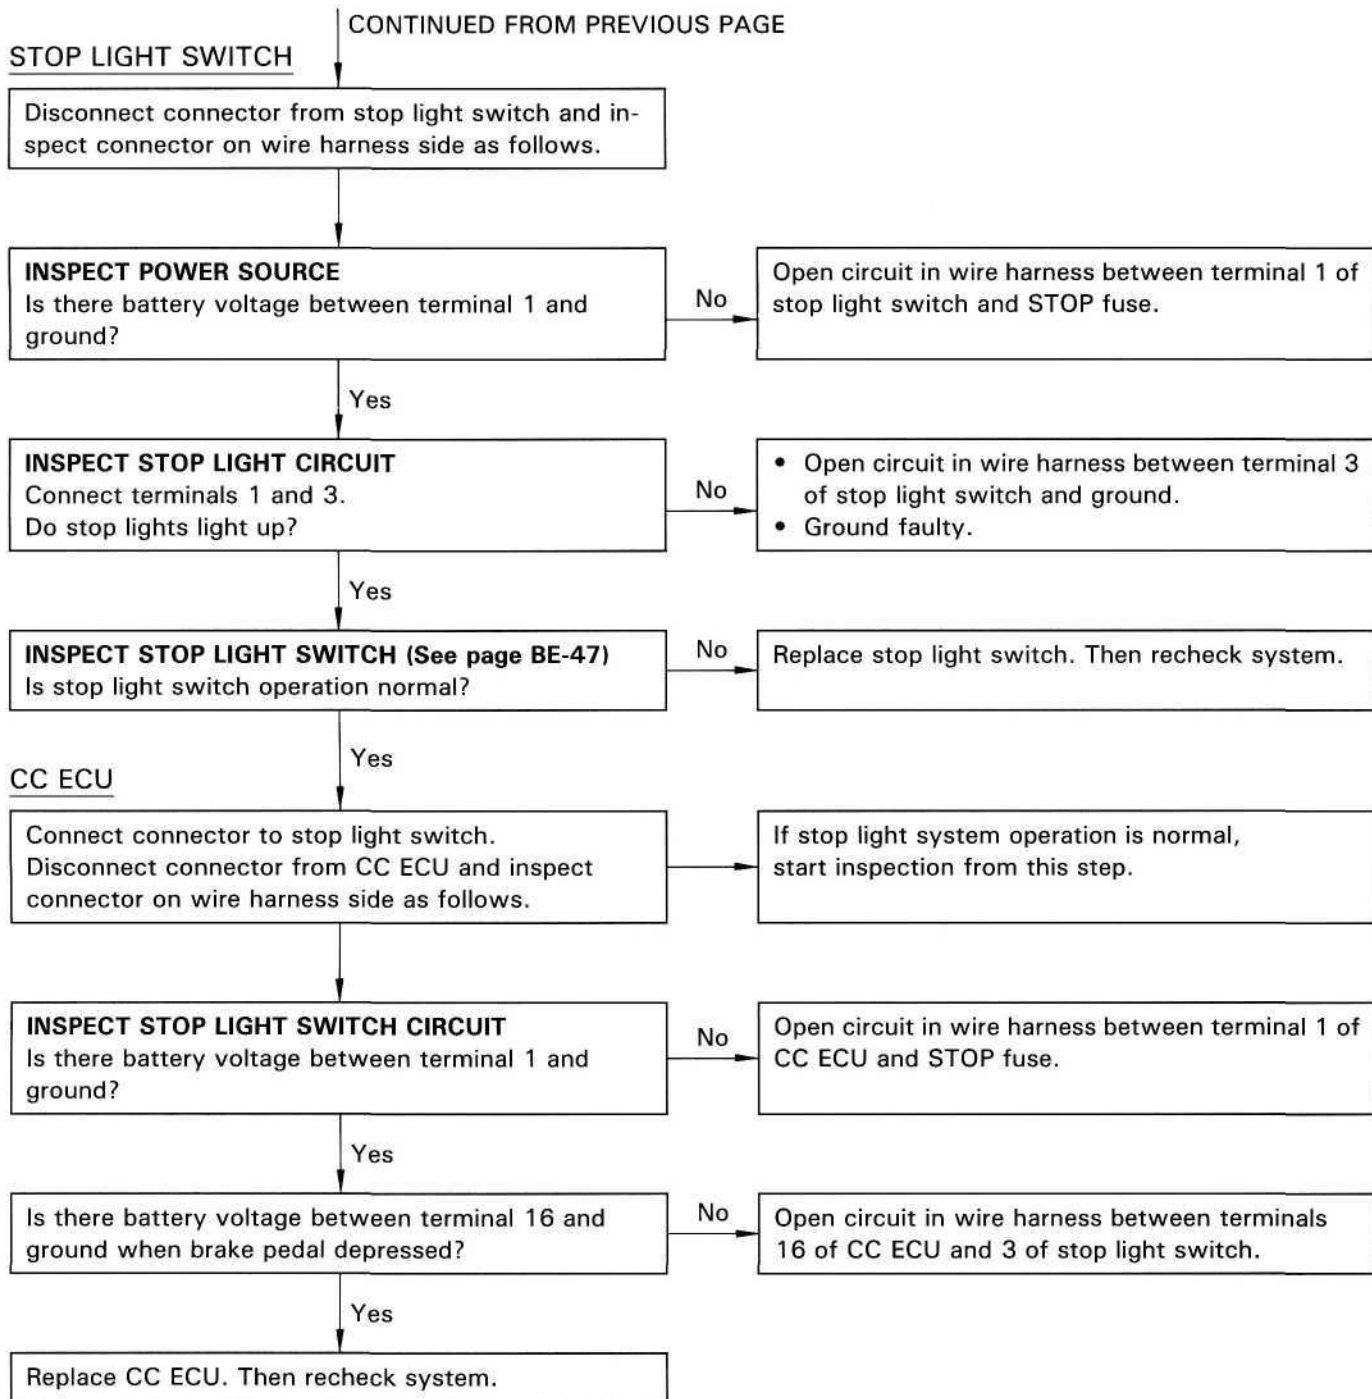 CONTINUED FROM PREVIOUS PAGE
STOP LIGHT SWITCH
Disconnect connector from stop light switch and in-
spect connector on wire harness side as follows.
INSPECT POWER SOURCE
Is there battery voltage between terminal 1 and
ground?
No
Open circuit in wire harness between terminal 1 of
stop light switch and STOP fuse.
Yes
INSPECT STOP LIGHT CIRCUIT
Connect terminals 1 and 3.
Do stop lights light up?
No
• Open circuit in wire harness between terminal 3
of stop light switch and ground.
• Ground faulty.
Yes
INSPECT STOP LIGHT SWITCH (See page BE-47)
Is stop light switch operation normal?
No
Replace stop light switch. Then recheck system.
Yes
CC ECU
Connect connector to stop light switch.
Disconnect connector from CC ECU and inspect
connector on wire harness side as follows.
If stop light system operation is normal,
start inspection from this step.
INSPECT STOP LIGHT SWITCH CIRCUIT
Is there battery voltage between terminal 1 and
ground?
No
Open circuit in wire harness between terminal 1 of
CC ECU and STOP fuse.
Yes
Is there battery voltage between terminal 16 and
ground when brake pedal depressed?
No
Open circuit in wire harness between terminals
16 of CC ECU and 3 of stop light switch.
Yes
Replace CC ECU. Then recheck system.